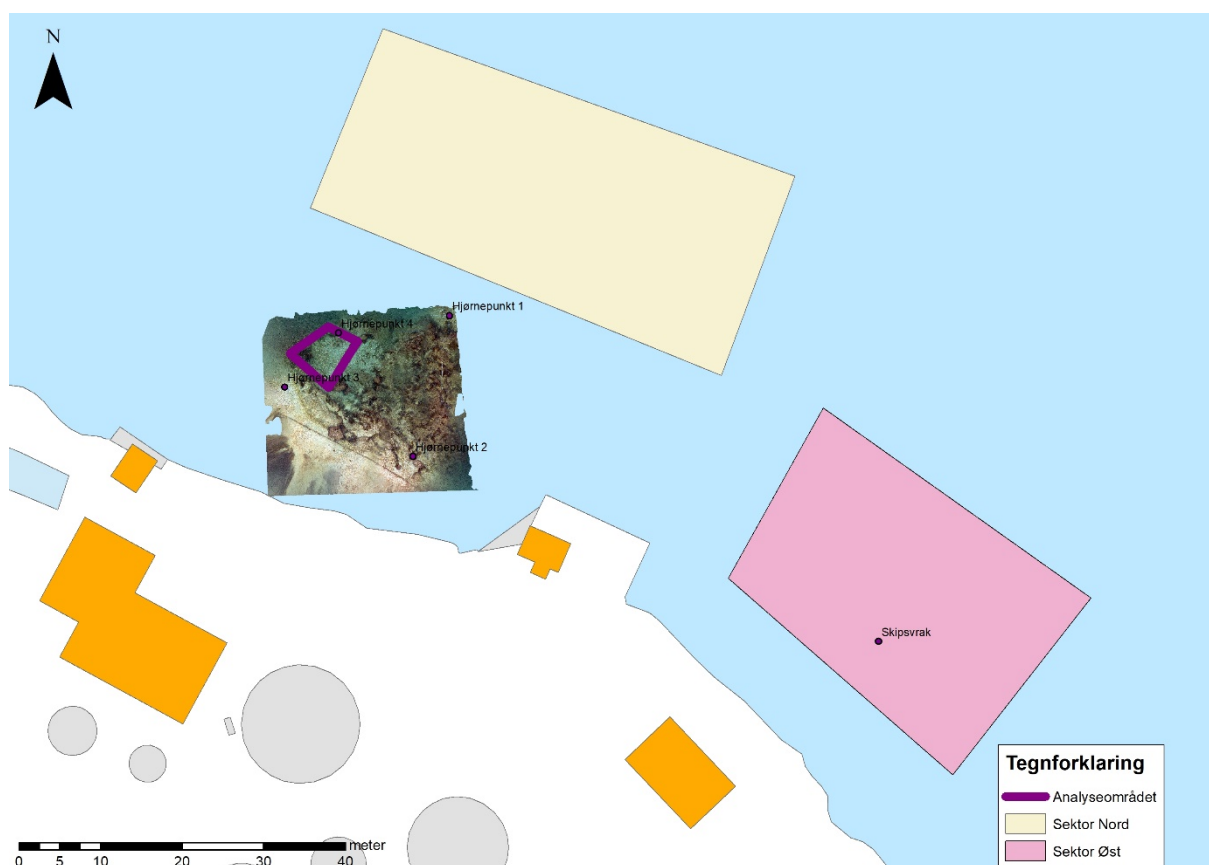 N
Hjørnepunkt 1
Hjørnepunkt 4
Hjørnepunkt 3
Hjørnepunkt 2
Skipsvrak
Tegnforklaring
Analyseområdet
Sektor Nord
Sektor Øst
meter
0 5 10 20 30 40